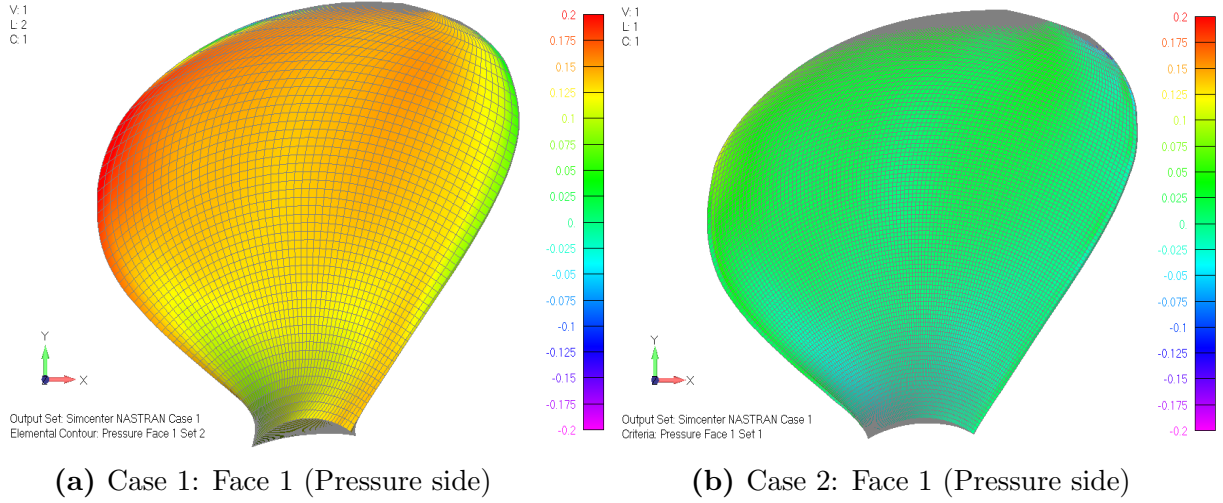 V: 1
L: 2
C: 1
0.2
0.175
0.15
0.125
0.1
0.075
0.05
0.025
0
-0.025
-0.05
-0.075
-0.1
-0.125
-0.15
-0.175
-0.2
Y
X
Z
Output Set: Simcenter NASTRAN Case 1
Elemental Contour: Pressure Face 1 Set 2
(a) Case 1: Face 1 (Pressure side)
V: 1
L: 1
C: 1
0.2
0.175
0.15
0.125
0.1
0.075
0.05
0.025
0
-0.025
-0.05
-0.075
-0.1
-0.125
-0.15
-0.175
-0.2
Y
X
Z
Output Set: Simcenter NASTRAN Case 1
Criteria: Pressure Face 1 Set 1
(b) Case 2: Face 1 (Pressure side)